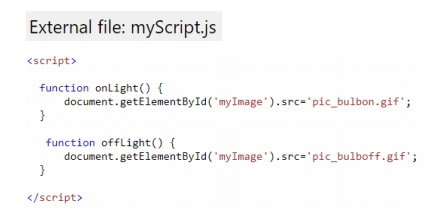 External file: myScript.js
<script>
function onLight() {
document.getElementById('myImage').src='pic_bulbon.gif';
}
function offLight() {
document.getElementById('myImage').src='pic_bulboff.gif';
}
</script>